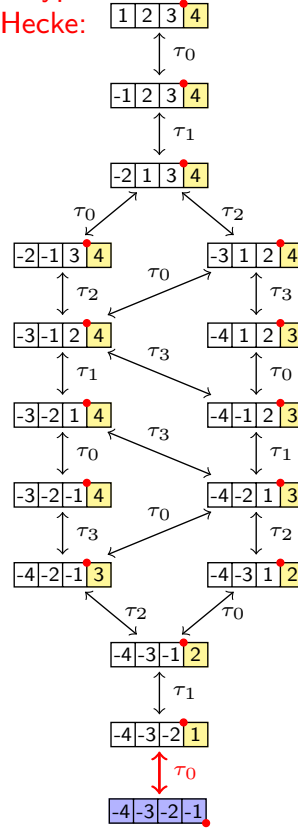 Hecke:
1 2 3 4
τ0
-1 2 3 4
τ1
-2 1 3 4
τ0 τ2
-2 -1 3 4 -3 1 2 4
τ2 τ0 τ3
-3 -1 2 4 -4 1 2 3
τ1 τ3 τ0
-3 -2 1 4 -4 -1 2 3
τ0 τ3 τ1
-3 -2 -1 4 -4 -2 1 3
τ3 τ0 τ2
-4 -2 -1 3 -4 -3 1 2
τ2 τ0
-4 -3 -1 2
τ1
-4 -3 -2 1
τ0
-4 -3 -2 -1